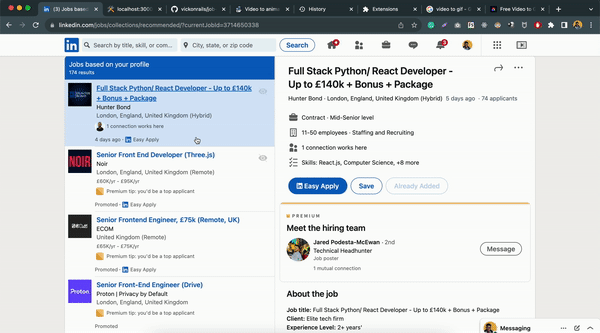 (3) Jobs base
localhost:3000
vickonrails/job
Video to anima
History
Extensions
video to gif -
Free Video to G
linkedin.com/jobs/collections/recommended/?currentJobId=3714650338
Search by title, skill, or com...
City, state, or zip code
Search
Jobs based on your profile
174 results
Full Stack Python/ React Developer - Up to £140k + Bonus + Package
Hunter Bond
London, England, United Kingdom (Hybrid)
1 connection works here
4 days ago · Easy Apply
NOIR
Senior Front End Developer (Three.js)
Noir
London, England, United Kingdom (Remote)
£60K/yr - £95K/yr
Premium tip: you'd be a top applicant
Promoted · Easy Apply
Senior Frontend Engineer, £75k (Remote, UK)
ECOM
United Kingdom (Remote)
£65K/yr - £75K/yr
Premium tip: you'd be a top applicant
Promoted · Easy Apply
Proton
Senior Front-End Engineer (Drive)
Proton | Privacy by Default
London, England, United Kingdom
Premium tip: you'd be a top applicant
Promoted
Full Stack Python/ React Developer -
Up to £140k + Bonus + Package
Hunter Bond · London, England, United Kingdom (Hybrid) 5 days ago · 74 applicants
Contract · Mid-Senior level
11-50 employees · Staffing and Recruiting
1 connection works here
Skills: React.js, Computer Science, +8 more
Easy Apply
Save
Already Added
PREMIUM
Meet the hiring team
Jared Podesta-McEwan · 2nd
Technical Headhunter
Job poster
1 mutual connection
Message
About the job
Job title: Full Stack Python/ React Developer - Up to £140k + Bonus + Package
Client: Elite tech firm
Experience Level: 2+ years'
Messaging